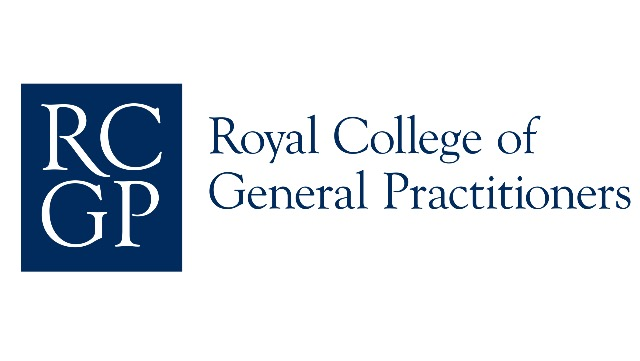 RC
GP
Royal College of
General Practitioners